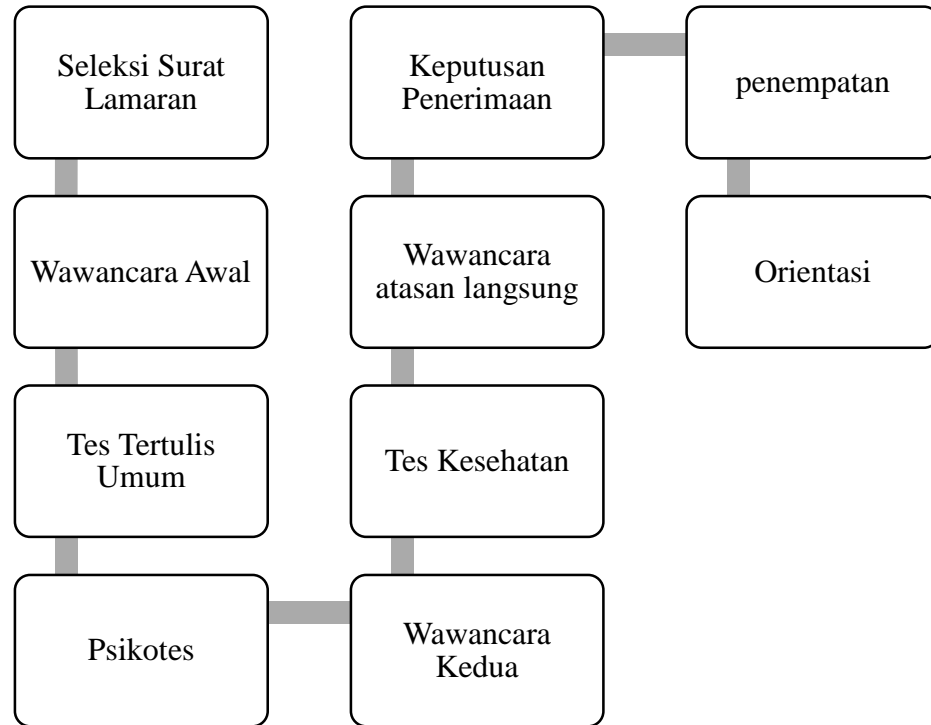 Seleksi Surat
Lamaran
Wawancara Awal
Tes Tertulis
Umum
Psikotes
Wawancara
Kedua
Tes Kesehatan
Wawancara
atasan langsung
Keputusan
Penerimaan
penempatan
Orientasi